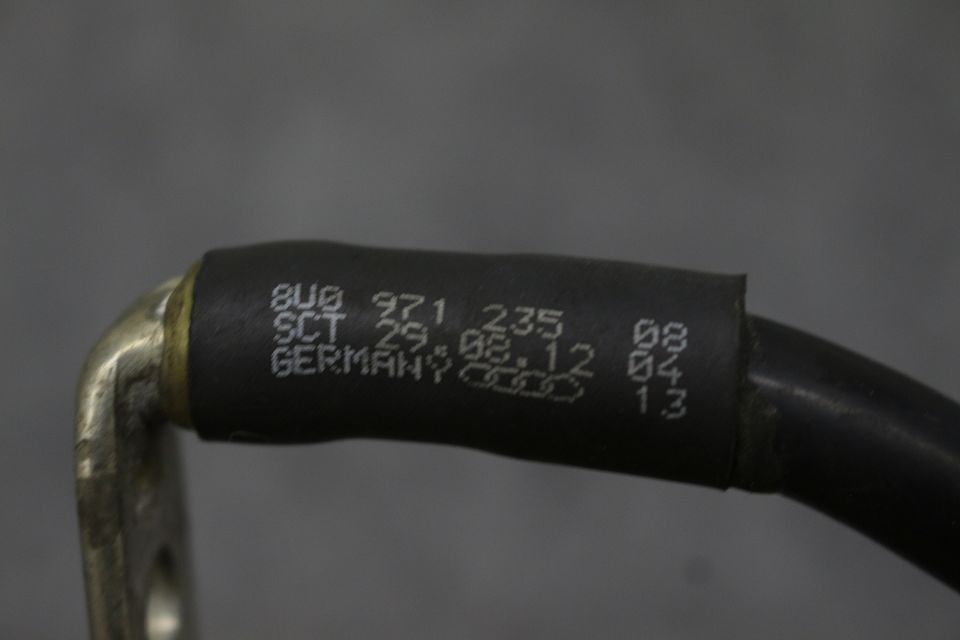 8U0 971 235
SCT 29.08.12
GERMANY
08
04
13